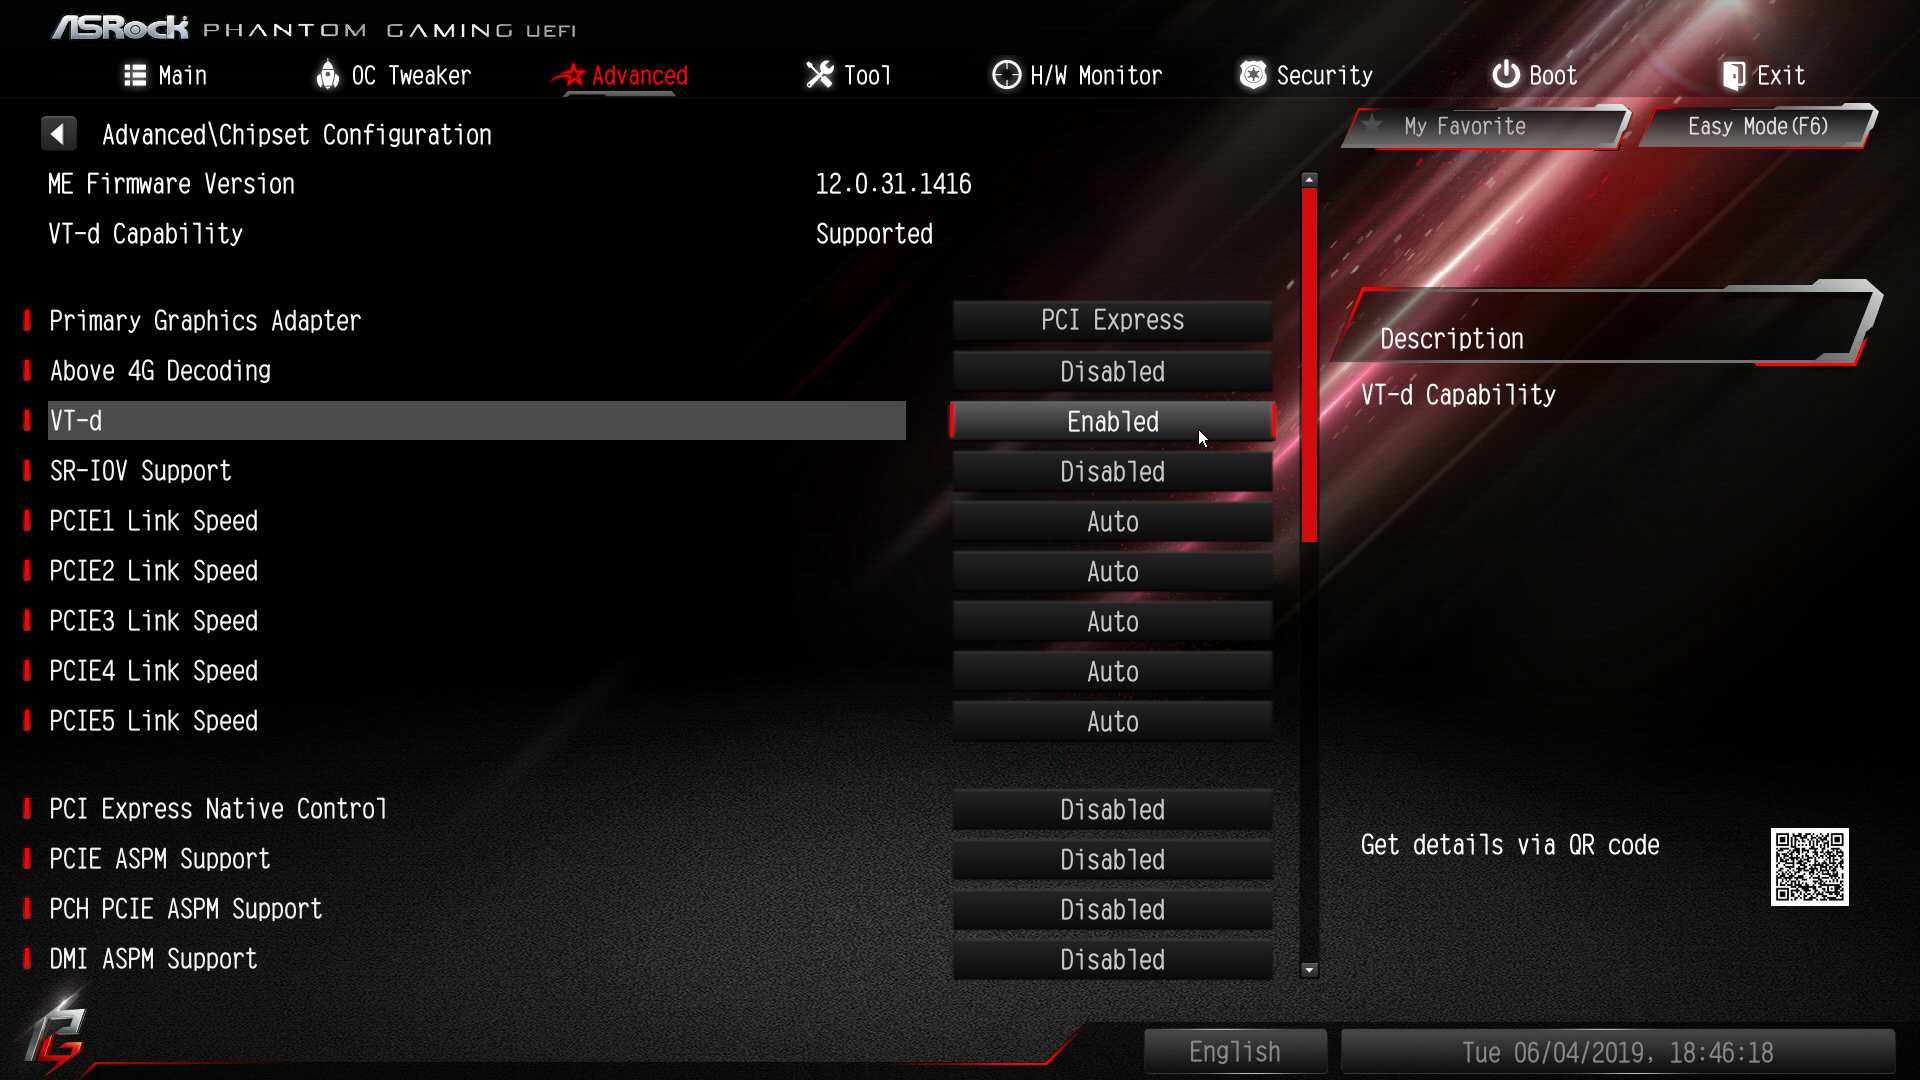 ASRock PHANTOM GAMING UEFI
Main OC Tweaker Advanced Tool H/W Monitor Security Boot Exit
My Favorite Easy Mode(F6)
Advanced\Chipset Configuration
ME Firmware Version 12.0.31.1416
VT-d Capability Supported
Primary Graphics Adapter PCI Express
Above 4G Decoding Disabled
VT-d Enabled
SR-IOV Support Disabled
PCIE1 Link Speed Auto
PCIE2 Link Speed Auto
PCIE3 Link Speed Auto
PCIE4 Link Speed Auto
PCIE5 Link Speed Auto
PCI Express Native Control Disabled
PCIE ASPM Support Disabled
PCH PCIE ASPM Support Disabled
DMI ASPM Support Disabled
Description
VT-d Capability
Get details via QR code
English
Tue 06/04/2019, 18:46:18